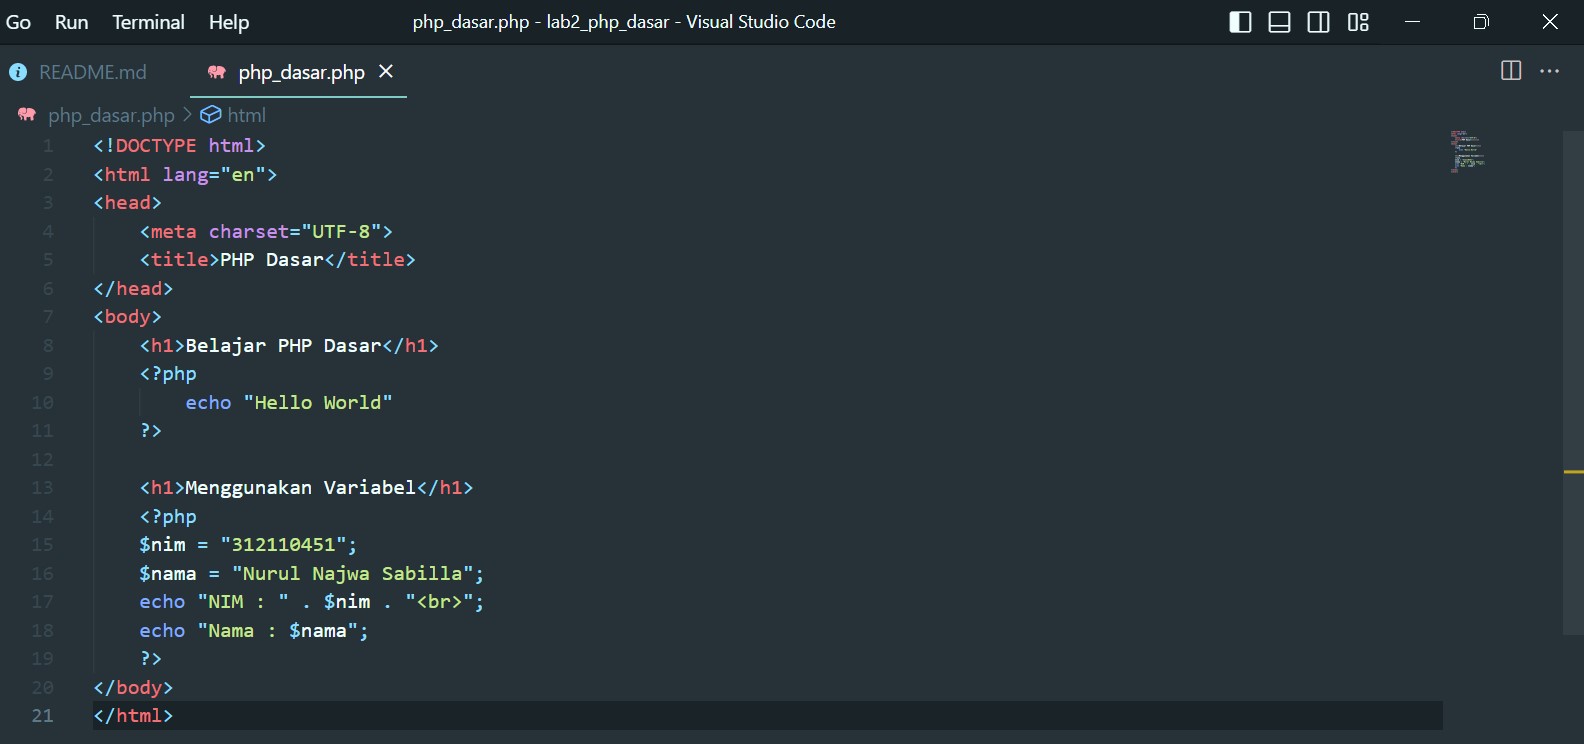 Go Run Terminal Help php_dasar.php - lab2_php_dasar - Visual Studio Code
README.md php_dasar.php
php_dasar.php > html
1 <!DOCTYPE html>
2 <html lang="en">
3 <head>
4     <meta charset="UTF-8">
5     <title>PHP Dasar</title>
6 </head>
7 <body>
8     <h1>Belajar PHP Dasar</h1>
9     <?php
10         echo "Hello World"
11     ?>
12
13     <h1>Menggunakan Variabel</h1>
14     <?php
15     $nim = "312110451";
16     $nama = "Nurul Najwa Sabilla";
17     echo "NIM : " . $nim . "<br>";
18     echo "Nama : $nama";
19     ?>
20 </body>
21 </html>